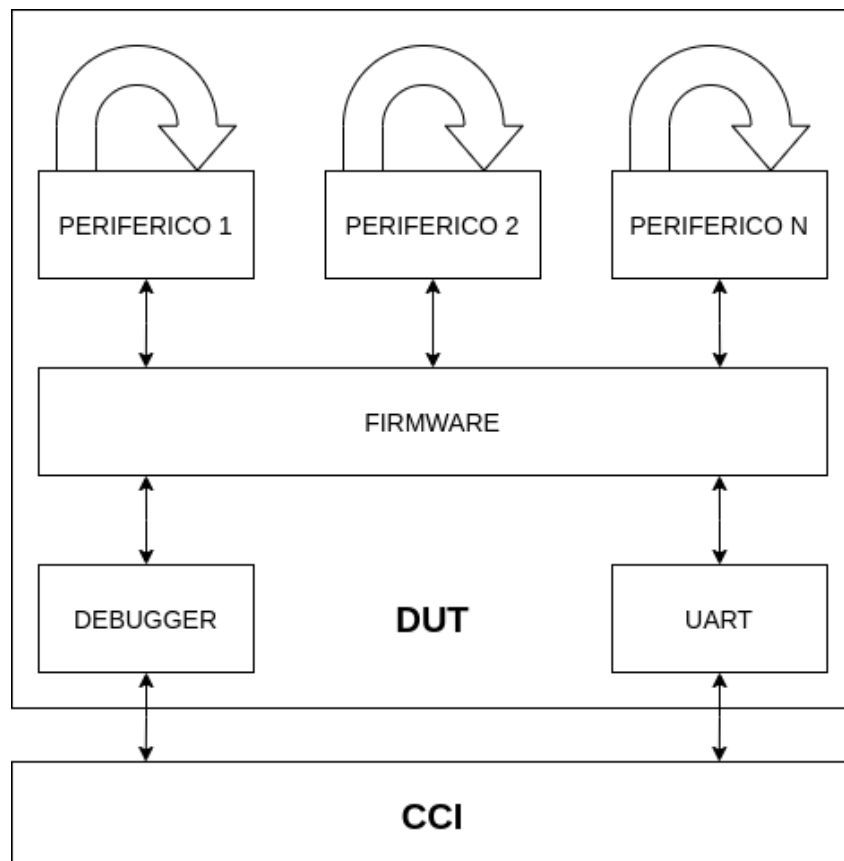 PERIFERICO 1
PERIFERICO 2
PERIFERICO N
FIRMWARE
DEBUGGER
DUT
UART
CCI